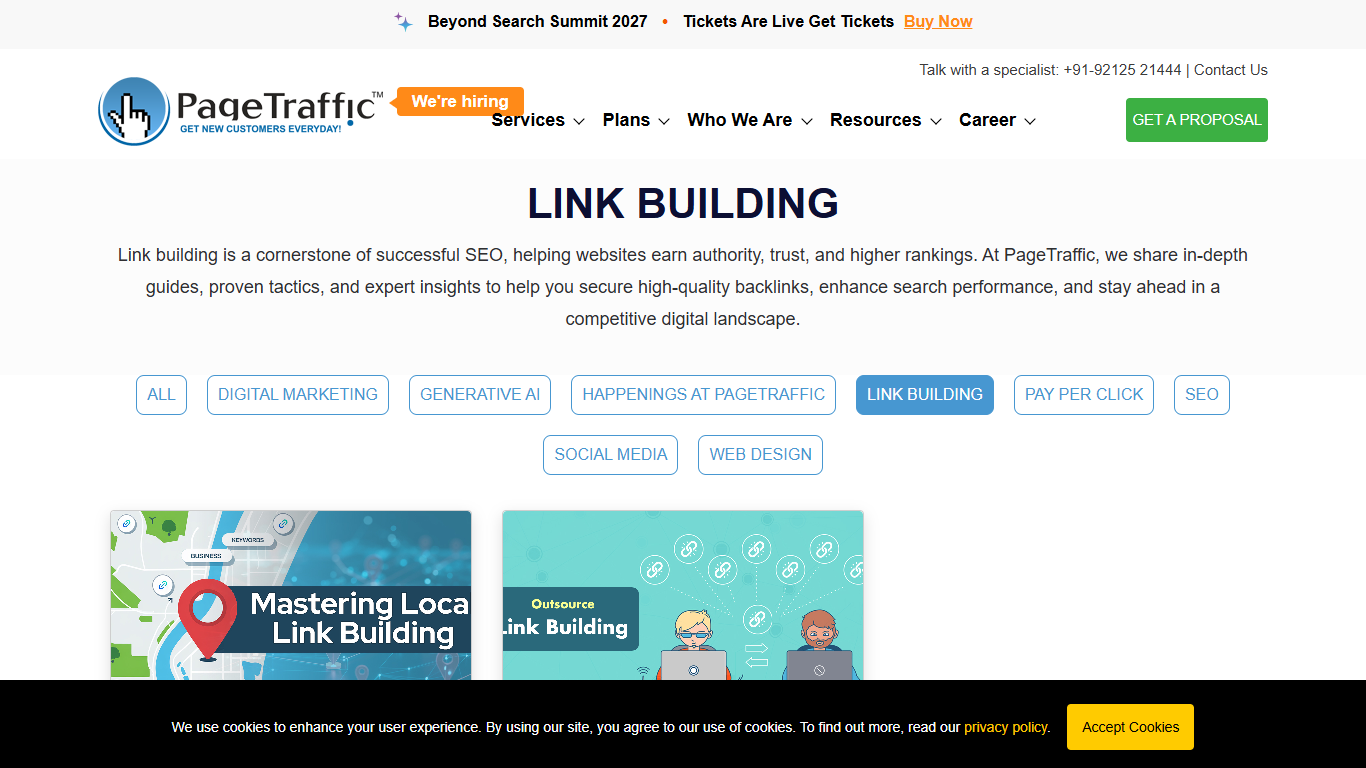 Beyond Search Summit 2027 • Tickets Are Live Get Tickets Buy Now
Talk with a specialist: +91-92125 21444 | Contact Us
PageTraffic™
GET NEW CUSTOMERS EVERYDAY!
We're hiring
Services Plans Who We Are Resources Career
GET A PROPOSAL
LINK BUILDING
Link building is a cornerstone of successful SEO, helping websites earn authority, trust, and higher rankings. At PageTraffic, we share in-depth
guides, proven tactics, and expert insights to help you secure high-quality backlinks, enhance search performance, and stay ahead in a
competitive digital landscape.
ALL DIGITAL MARKETING GENERATIVE AI HAPPENINGS AT PAGETRAFFIC LINK BUILDING PAY PER CLICK SEO
SOCIAL MEDIA WEB DESIGN
KEYWORDS
BUSINESS
Mastering Loca
Link Building
Outsource
Link Building
We use cookies to enhance your user experience. By using our site, you agree to our use of cookies. To find out more, read our privacy policy.
Accept Cookies